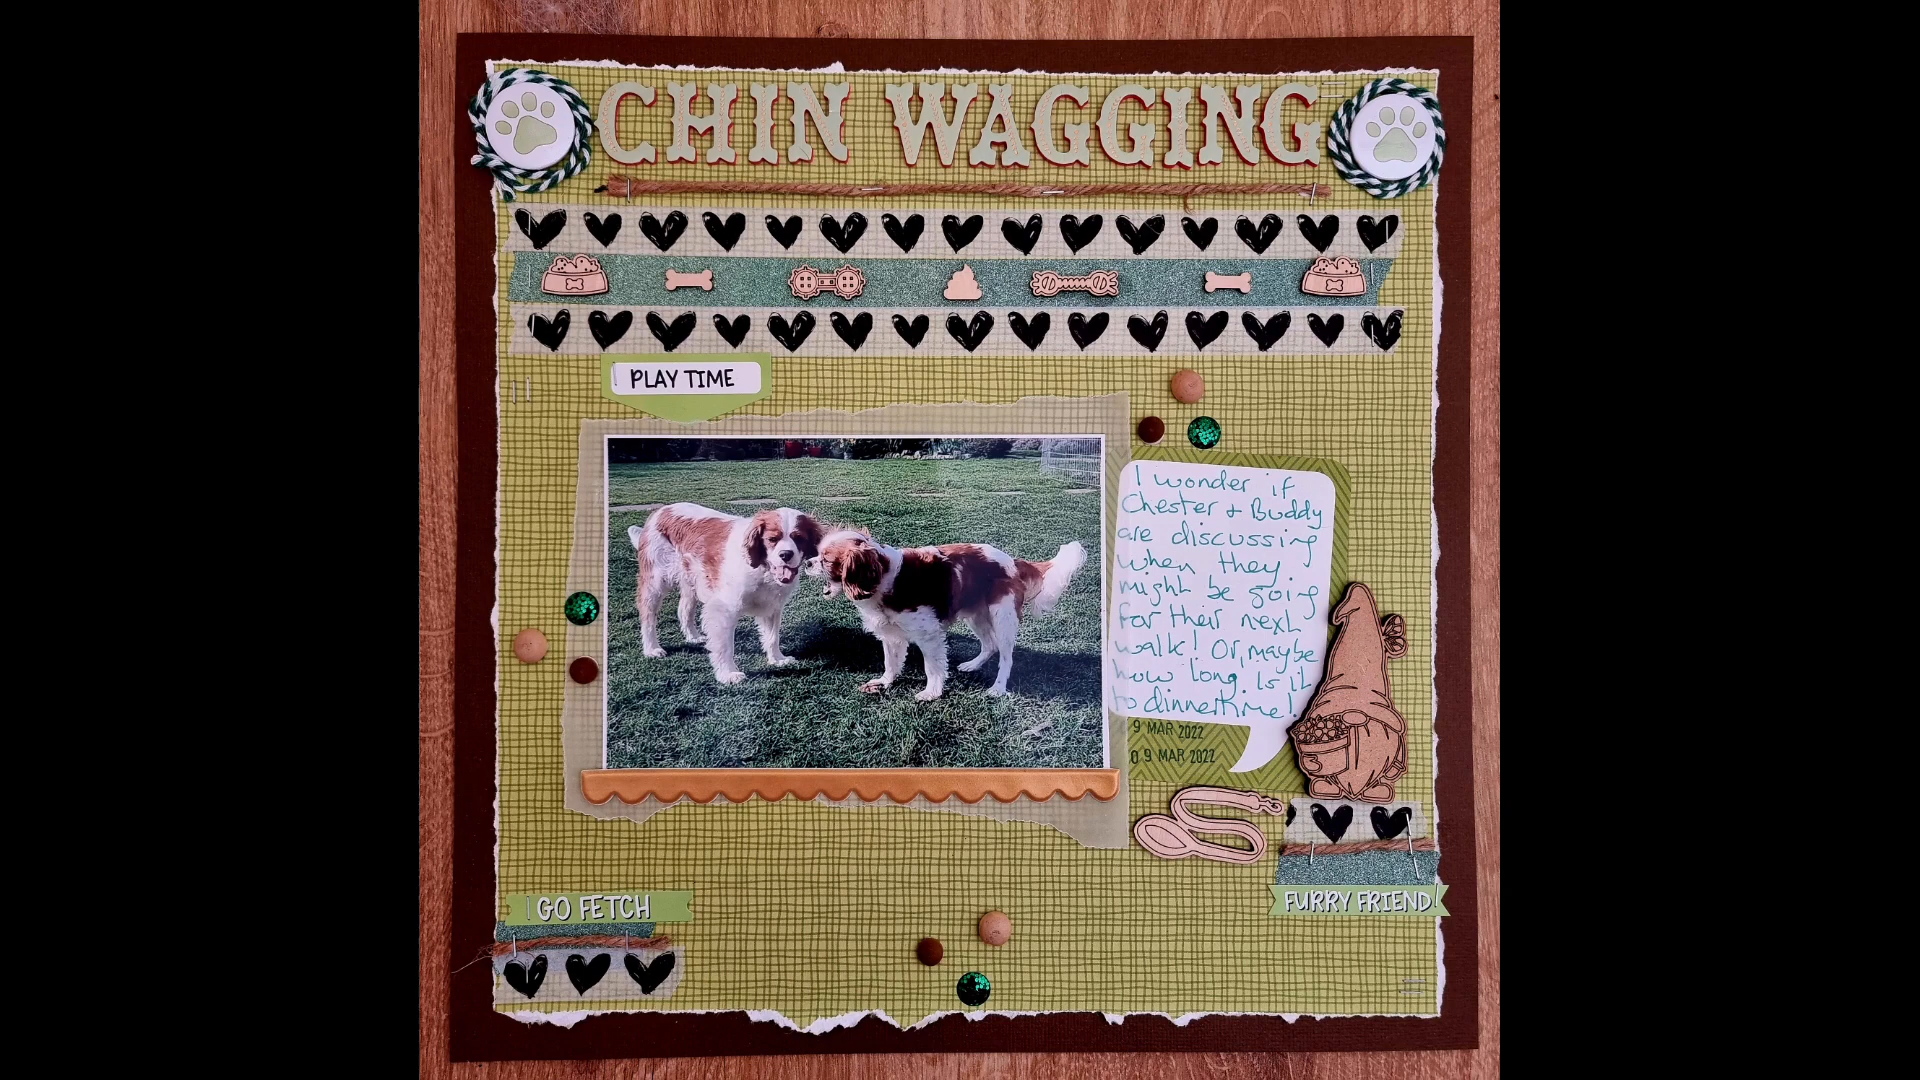 CHIN WAGGING
PLAY TIME
I wonder if
Chester + Buddy
are discussing
when they
might be going
for their next
walk! Or, maybe
how long. Is it
to dinnertime!
9 MAR 2022
0 9 MAR 2022
GO FETCH
FURRY FRIEND!